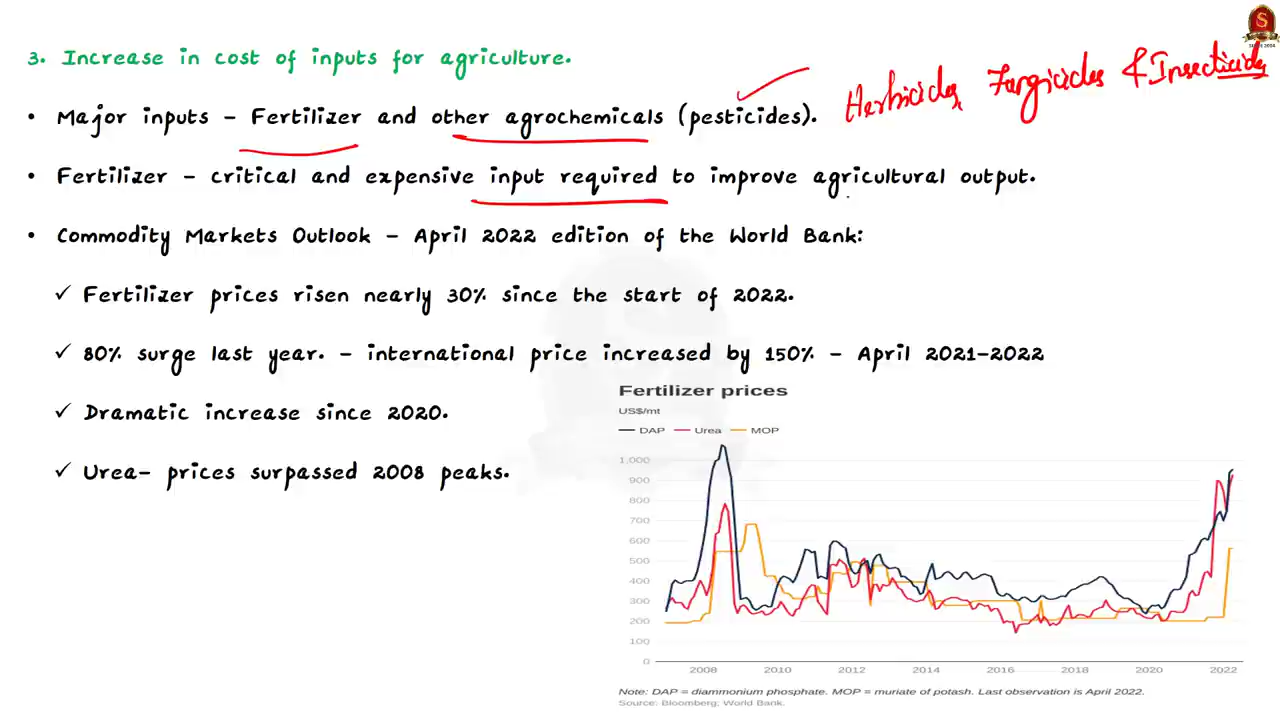 3. Increase in cost of inputs for agriculture.
• Major inputs - Fertilizer and other agrochemicals (pesticides).
Herbicides, Fungicides & Insecticides
• Fertilizer - critical and expensive input required to improve agricultural output.
• Commodity Markets Outlook - April 2022 edition of the World Bank:
✓ Fertilizer prices risen nearly 30% since the start of 2022.
✓ 80% surge last year. - international price increased by 150% - April 2021-2022
✓ Dramatic increase since 2020.
✓ Urea- prices surpassed 2008 peaks.
Fertilizer prices
US$/mt
DAP Urea MOP
1,000
900
800
700
600
500
400
300
200
100
0
2008 2010 2012 2014 2016 2018 2020 2022
Note: DAP = diammonium phosphate. MOP = muriate of potash. Last observation is April 2022.
Source: Bloomberg; World Bank.